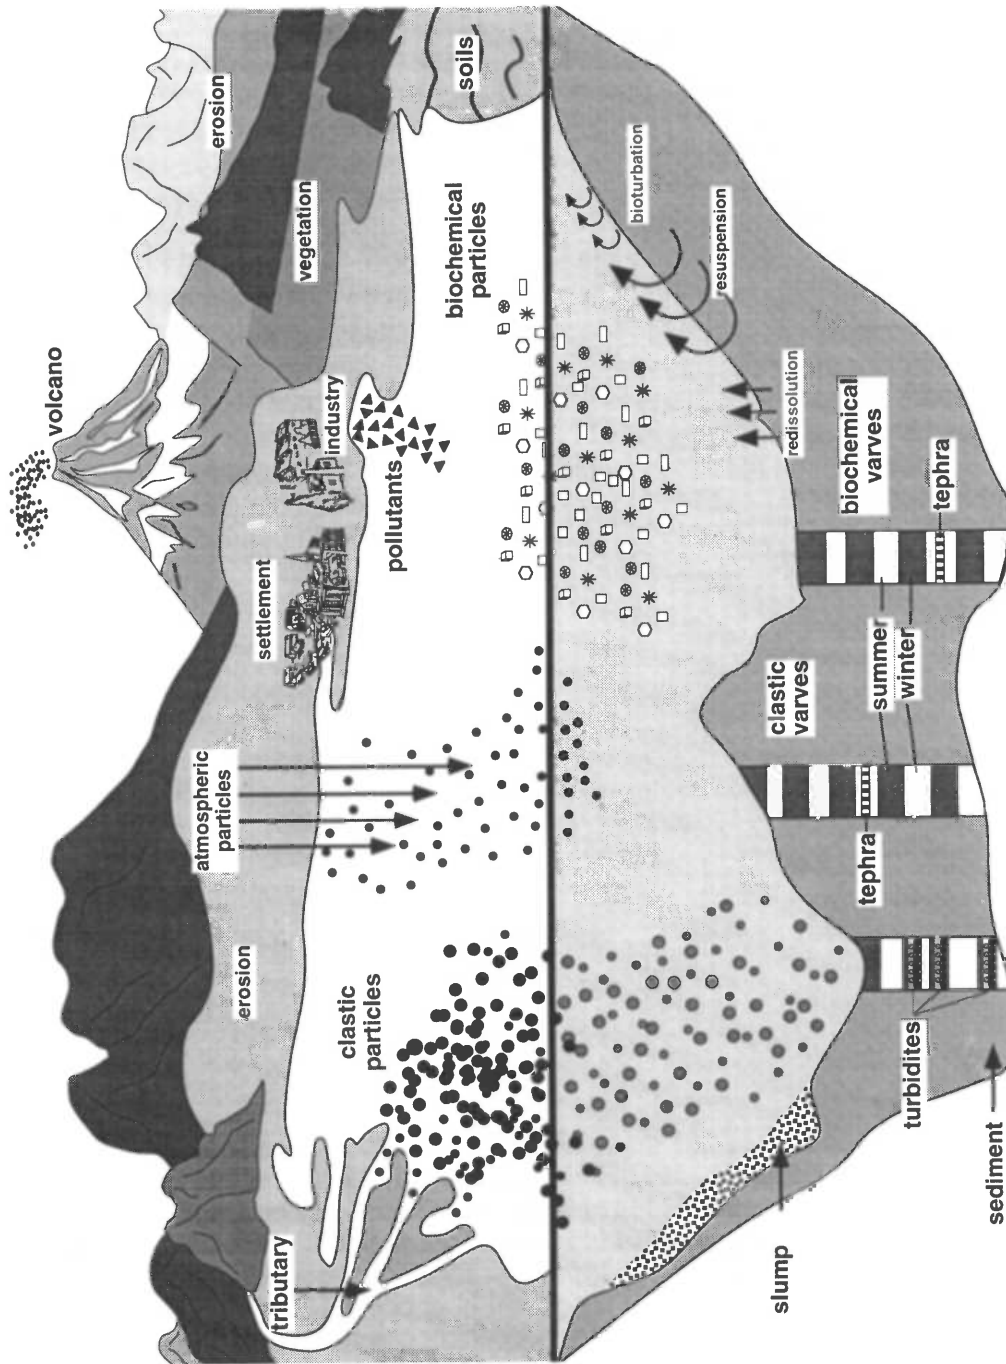 volcano
erosion
atmospheric
particles
erosion
settlement
tributary
vegetation
industry
clastic
particles
pollutants
biochemical
particles
soils
bioturbation
esuspension
slump
clastic
varves
redissolution
biochemical
varves
tephra
summer
winter
turbidites
tephra
sediment